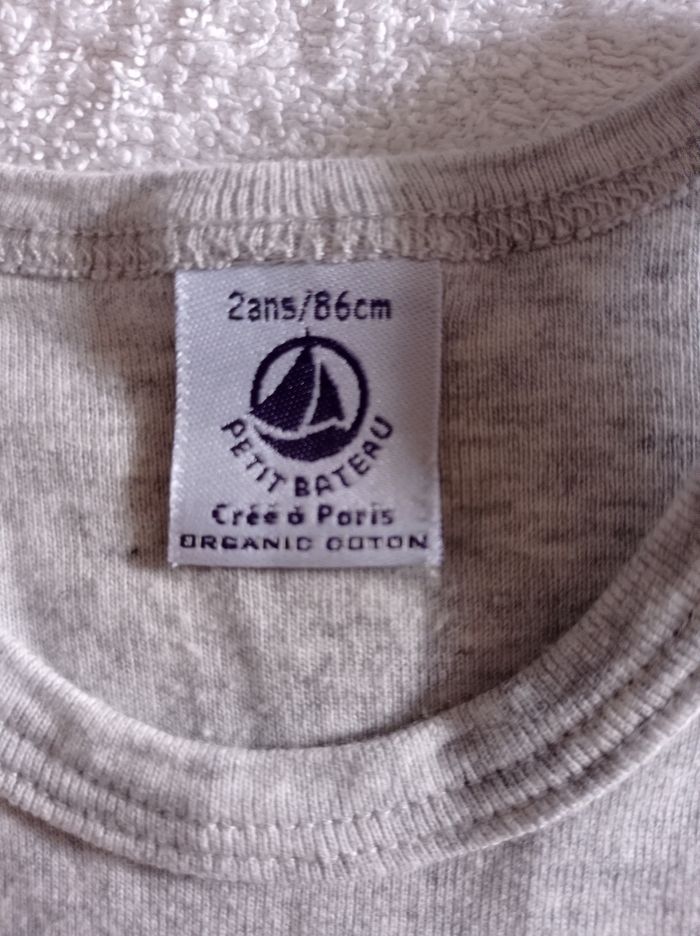 2ans/86cm
PETIT BATEAU
Créé à Paris
ORGANIC COTON